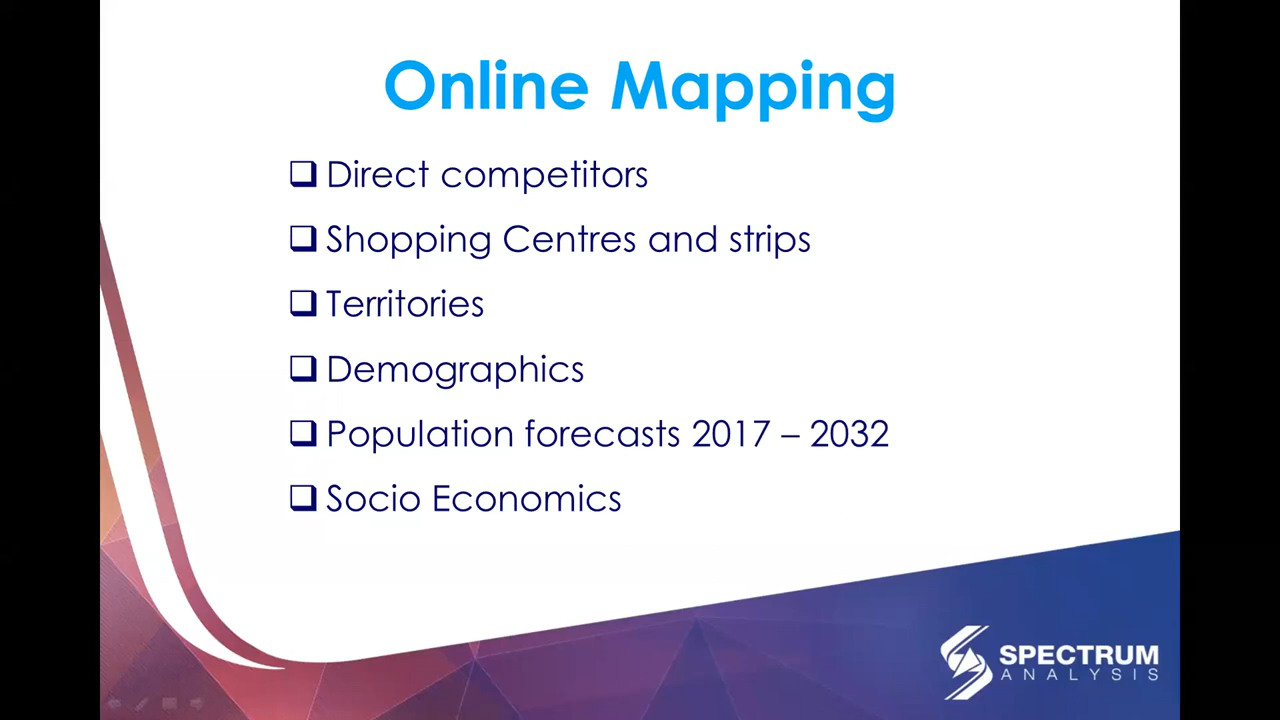 Online Mapping
Direct competitors
Shopping Centres and strips
Territories
Demographics
Population forecasts 2017 – 2032
Socio Economics
SPECTRUM
ANALYSIS